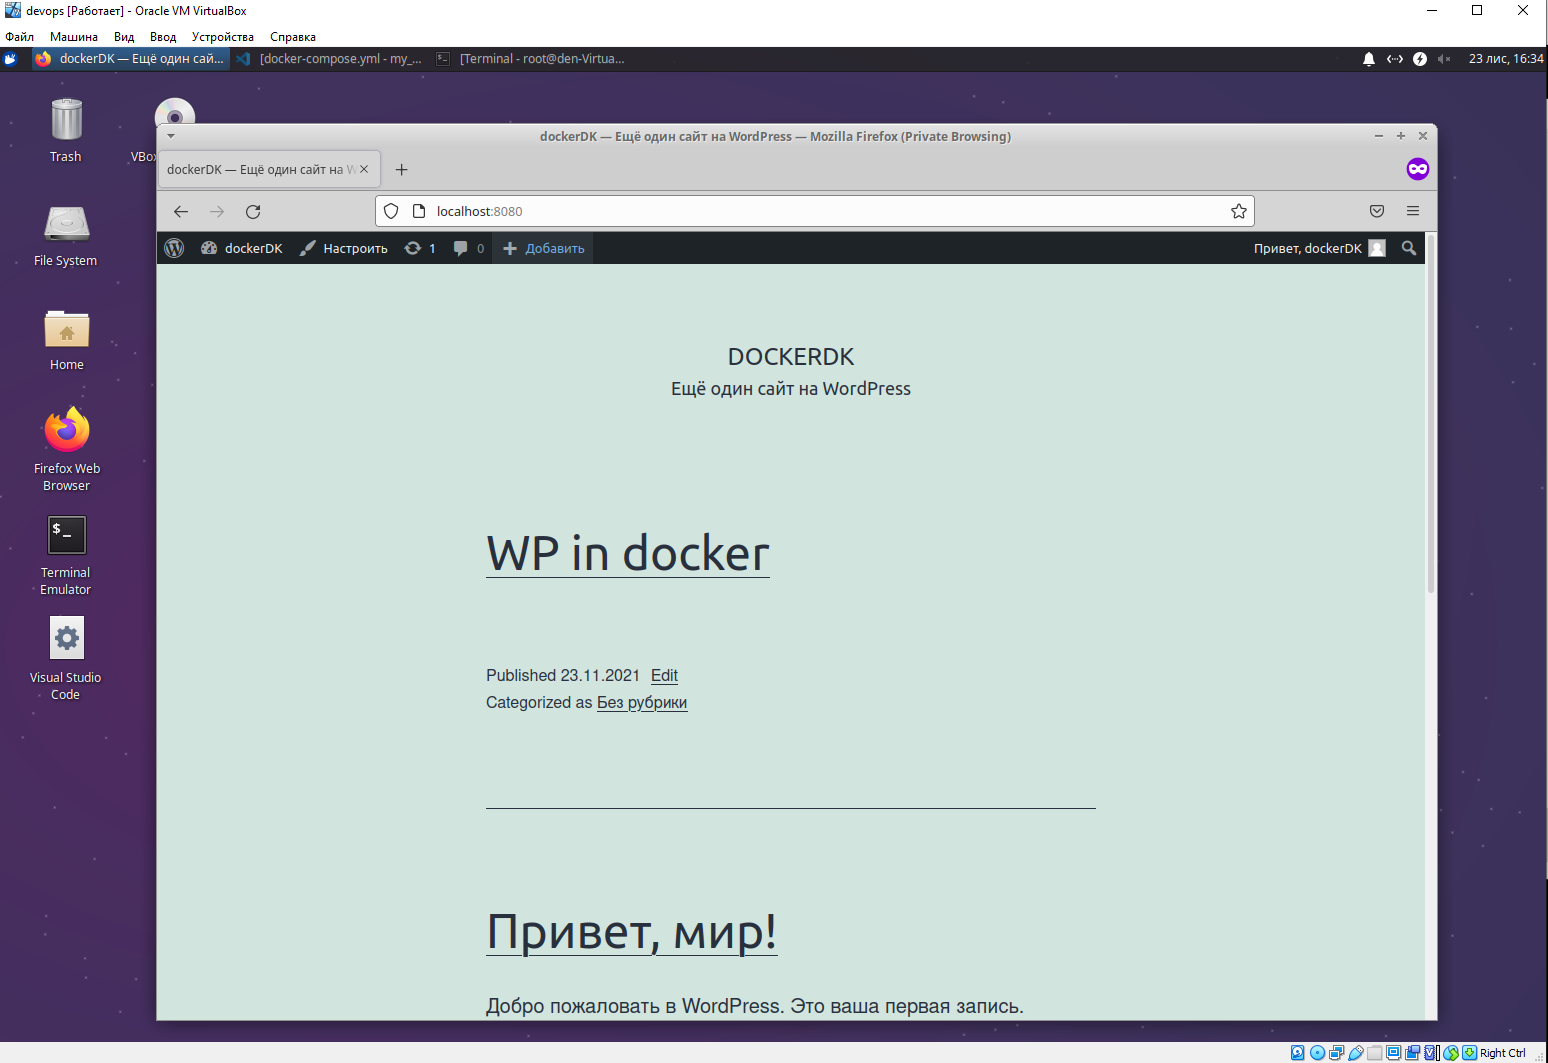 devops [Работает] - Oracle VM VirtualBox
Файл Машина Вид Ввод Устройства Справка
dockerDK — Ещё один сай... [docker-compose.yml - my_... [Terminal - root@den-Virtua... 23 лис, 16:34
Trash
VBox
File System
Home
Firefox Web
Browser
$_
Terminal
Emulator
Visual Studio
Code
dockerDK — Ещё один сайт на WordPress — Mozilla Firefox (Private Browsing)
dockerDK — Ещё один сайт на W
localhost:8080
dockerDK Настроить 1 0 Добавить Привет, dockerDK
DOCKERDK
Ещё один сайт на WordPress
WP in docker
Published 23.11.2021 Edit
Categorized as Без рубрики
Привет, мир!
Добро пожаловать в WordPress. Это ваша первая запись.
Right Ctrl